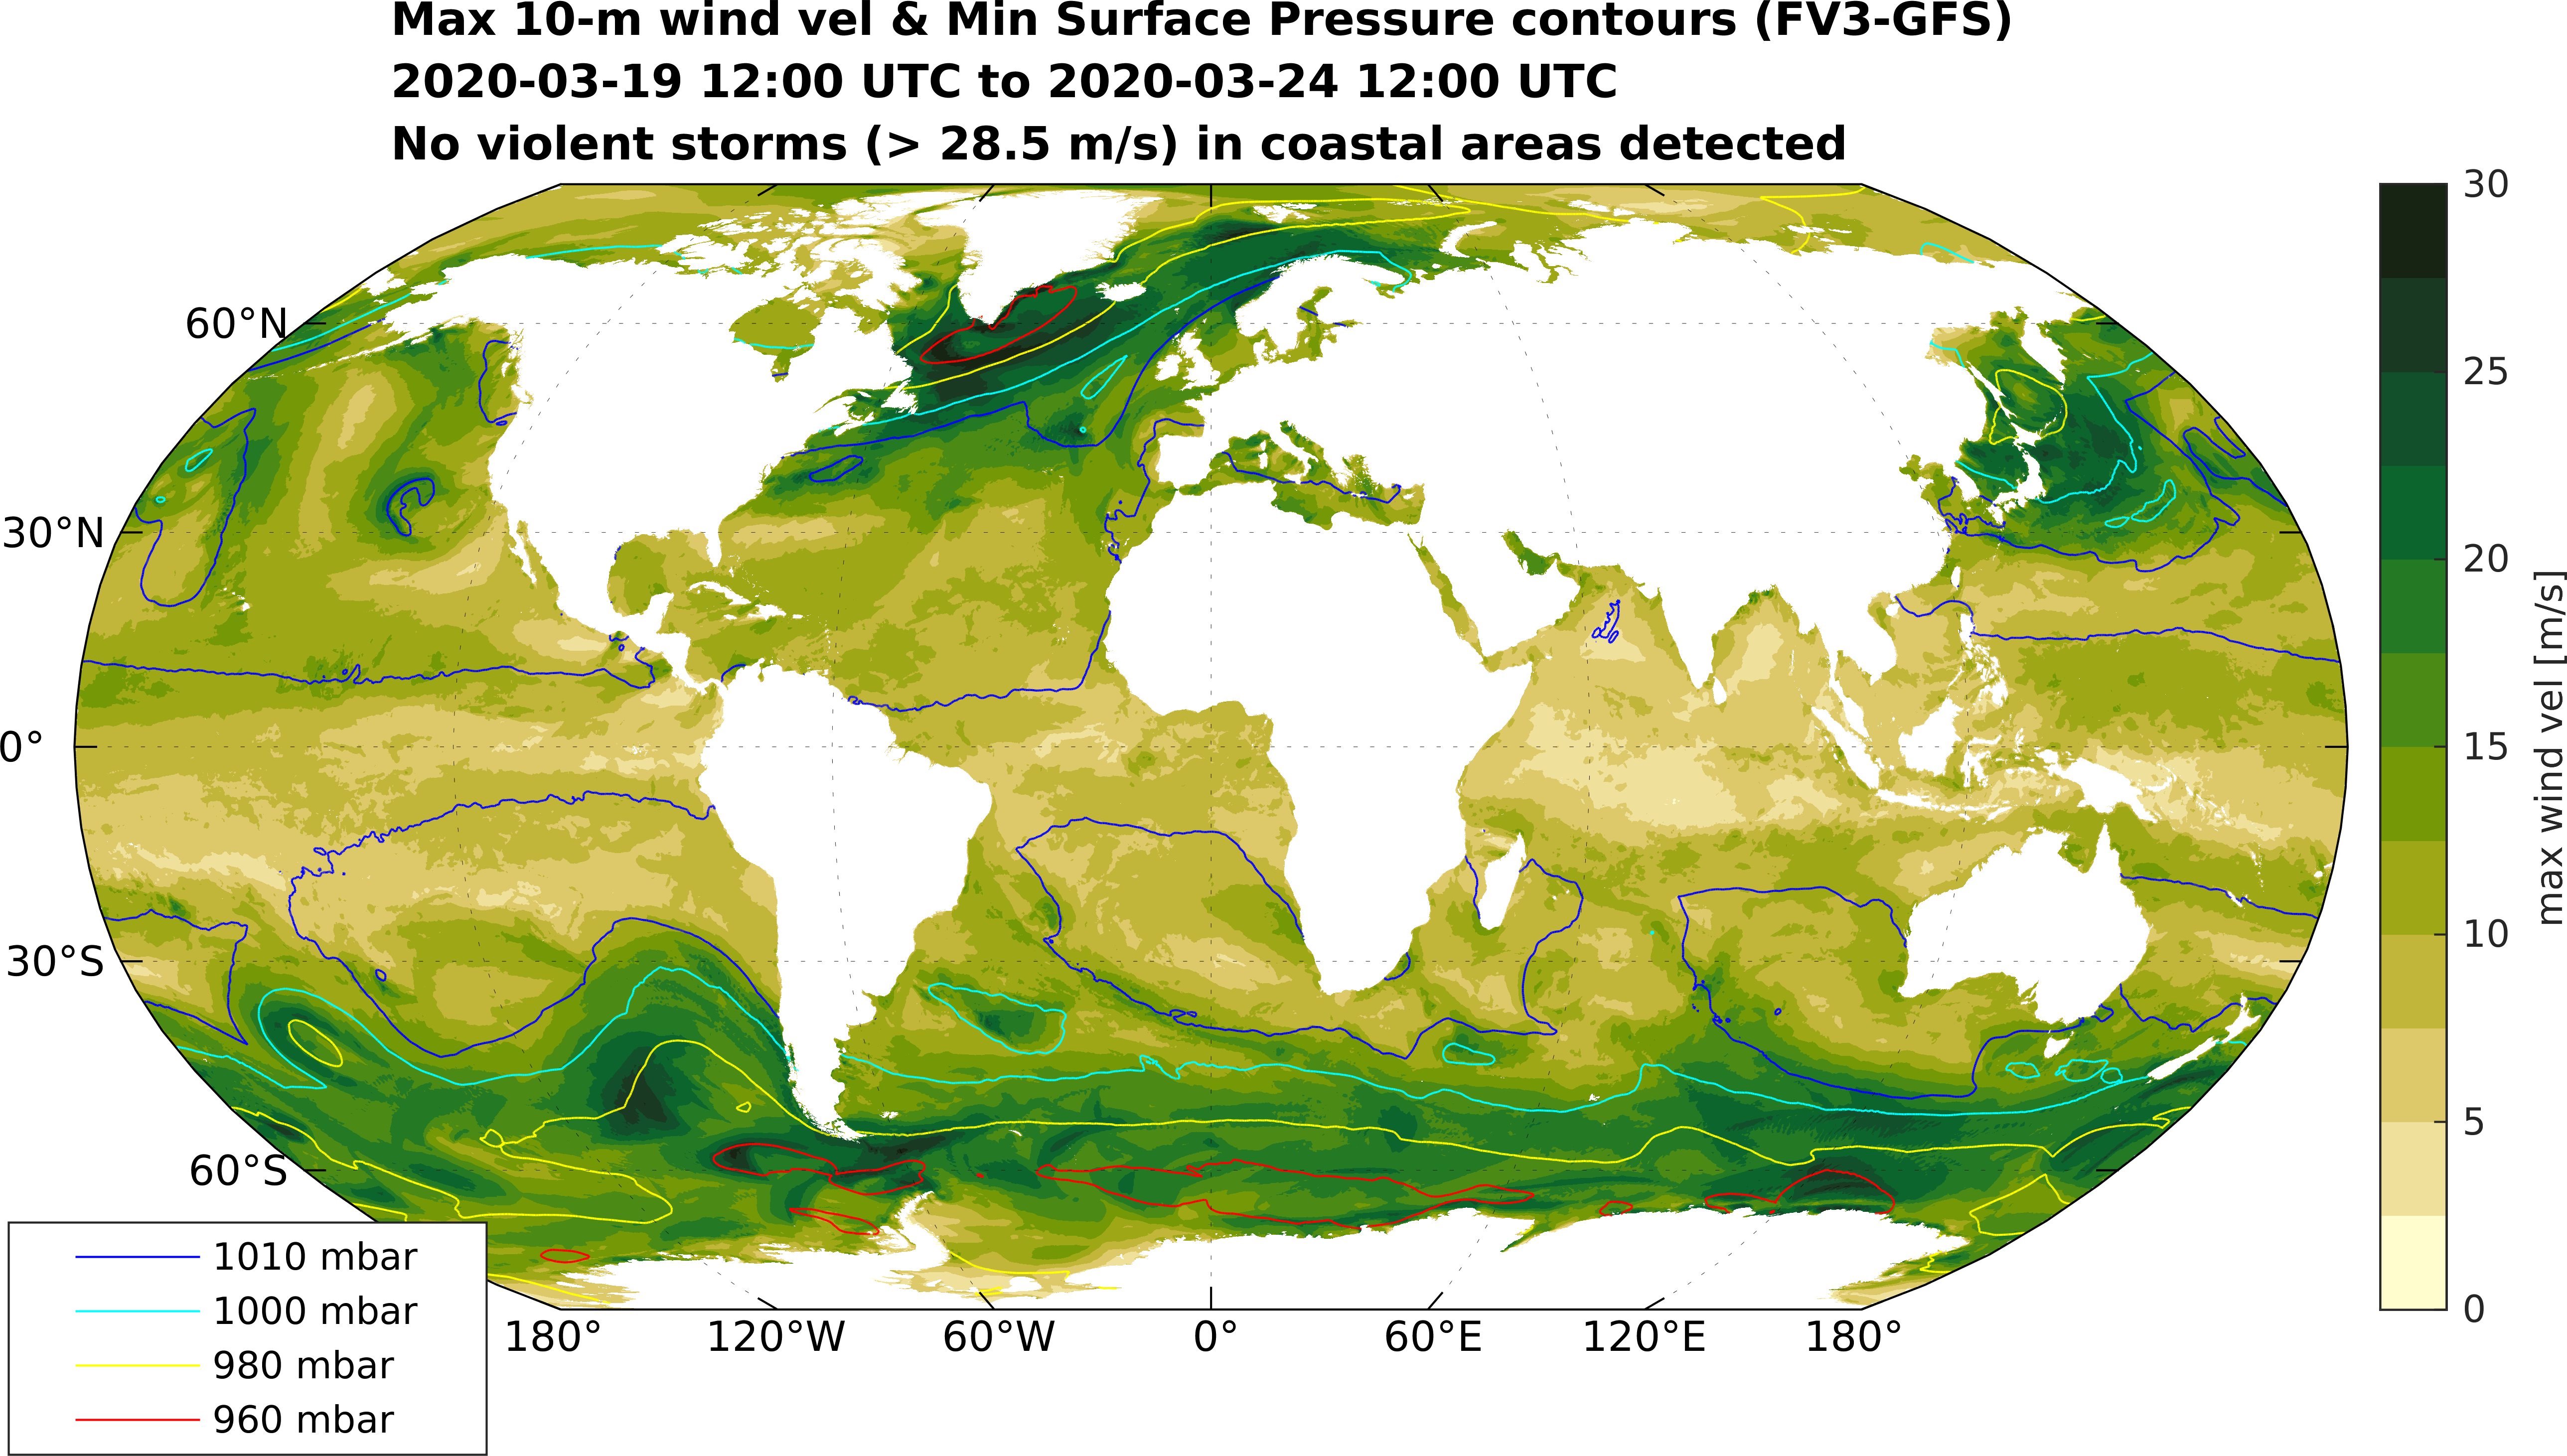 Max 10-m wind vel & Min Surface Pressure contours (FV3-GFS)
2020-03-19 12:00 UTC to 2020-03-24 12:00 UTC
No violent storms (> 28.5 m/s) in coastal areas detected
60°N
30°N
0°
30°S
60°S
180°
120°W
60°W
0°
60°E
120°E
180°
1010 mbar
1000 mbar
980 mbar
960 mbar
30
25
20
15
10
5
0
max wind vel [m/s]